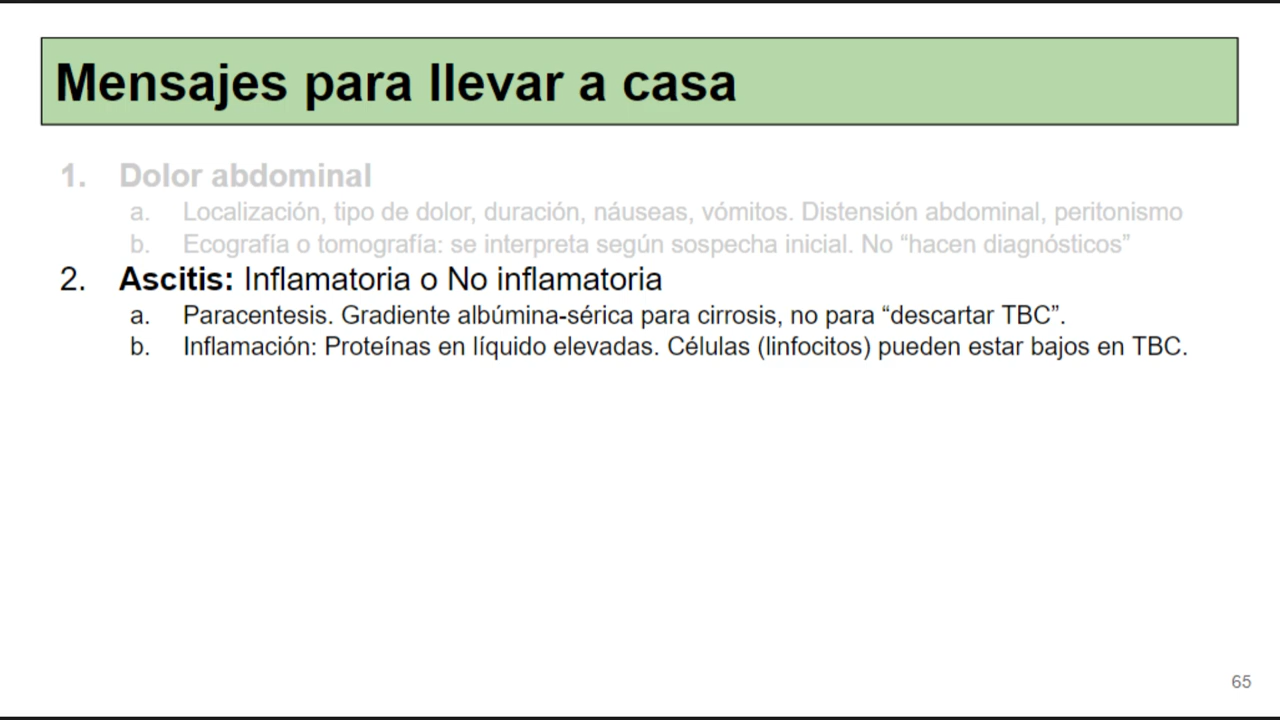 Mensajes para llevar a casa
1. Dolor abdominal
a. Localización, tipo de dolor, duración, náuseas, vómitos. Distensión abdominal, peritonismo
b. Ecografía o tomografía: se interpreta según sospecha inicial. No “hacen diagnósticos”
2. Ascitis: Inflamatoria o No inflamatoria
a. Paracentesis. Gradiente albúmina-sérica para cirrosis, no para “descartar TBC”.
b. Inflamación: Proteínas en líquido elevadas. Células (linfocitos) pueden estar bajos en TBC.
65